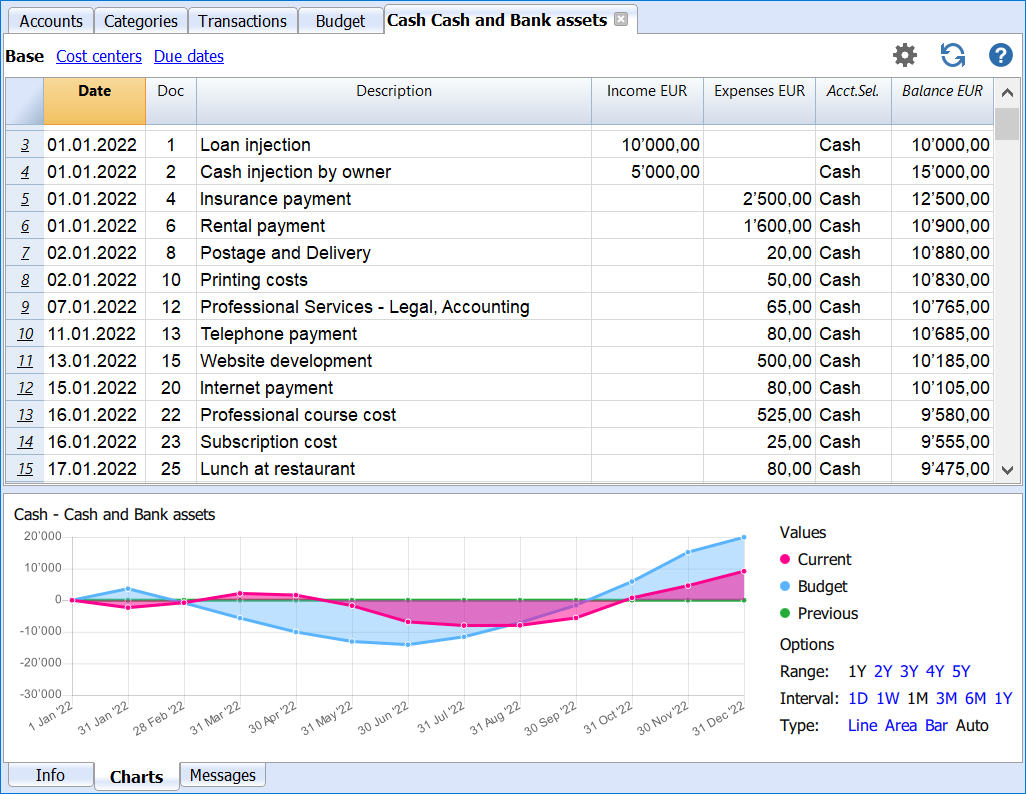 Accounts Categories Transactions Budget Cash Cash and Bank assets
Base Cost centers Due dates ?
Date Doc Description Income EUR Expenses EUR Acct.Sel. Balance EUR
3 01.01.2022 1 Loan injection 10’000,00 Cash 10’000,00
4 01.01.2022 2 Cash injection by owner 5’000,00 Cash 15’000,00
5 01.01.2022 4 Insurance payment 2’500,00 Cash 12’500,00
6 01.01.2022 6 Rental payment 1’600,00 Cash 10’900,00
7 02.01.2022 8 Postage and Delivery 20,00 Cash 10’880,00
8 02.01.2022 10 Printing costs 50,00 Cash 10’830,00
9 07.01.2022 12 Professional Services - Legal, Accounting 65,00 Cash 10’765,00
10 11.01.2022 13 Telephone payment 80,00 Cash 10’685,00
11 13.01.2022 15 Website development 500,00 Cash 10’185,00
12 15.01.2022 20 Internet payment 80,00 Cash 10’105,00
13 16.01.2022 22 Professional course cost 525,00 Cash 9’580,00
14 16.01.2022 23 Subscription cost 25,00 Cash 9’555,00
15 17.01.2022 25 Lunch at restaurant 80,00 Cash 9’475,00
Cash - Cash and Bank assets
20’000
10’000
0
-10’000
-20’000
-30’000
1 Jan '22 31 Jan '22 28 Feb '22 31 Mar '22 30 Apr '22 31 May '22 30 Jun '22 31 Jul '22 31 Aug '22 30 Sep '22 31 Oct '22 30 Nov '22 31 Dec '22
Values
Current
Budget
Previous
Options
Range: 1Y 2Y 3Y 4Y 5Y
Interval: 1D 1W 1M 3M 6M 1Y
Type: Line Area Bar Auto
Info Charts Messages